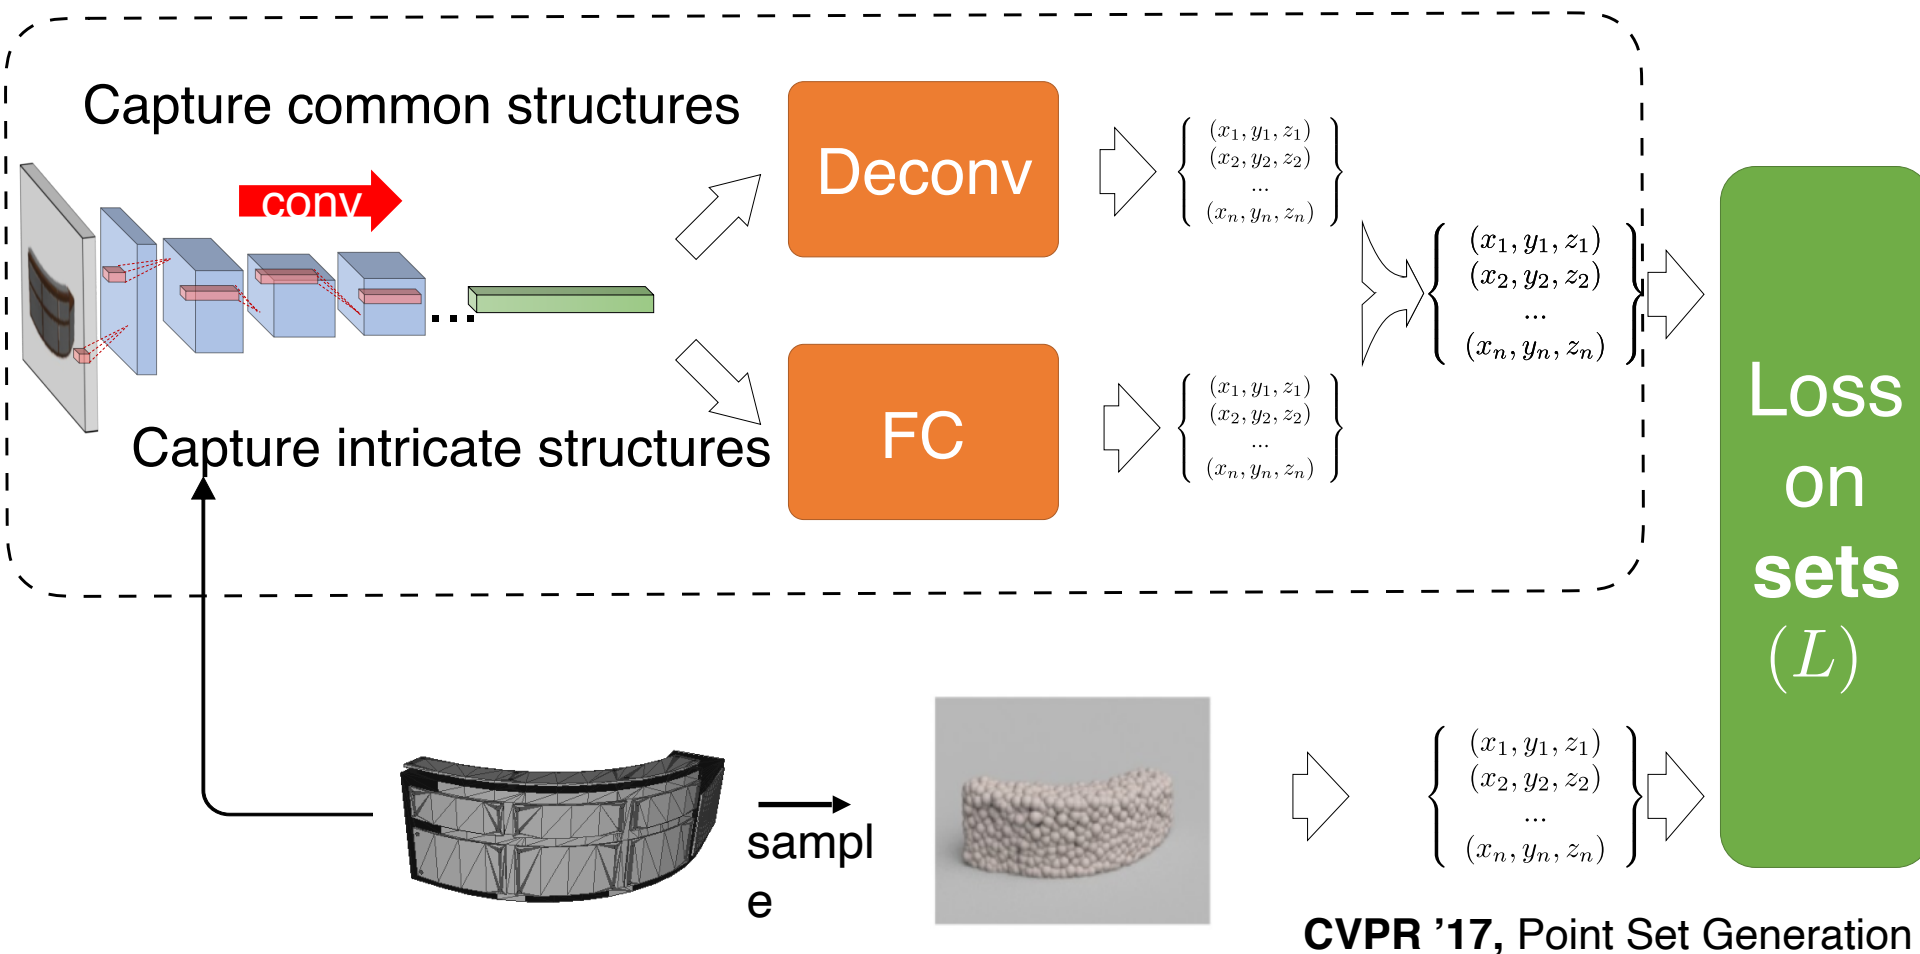 Capture common structures
conv
...
Capture intricate structures
Deconv
FC
(x₁, y₁, z₁)
(x₂, y₂, z₂)
...
(xₙ, yₙ, zₙ)
(x₁, y₁, z₁)
(x₂, y₂, z₂)
...
(xₙ, yₙ, zₙ)
(x₁, y₁, z₁)
(x₂, y₂, z₂)
...
(xₙ, yₙ, zₙ)
Loss
on
sets
(L)
sampl
e
(x₁, y₁, z₁)
(x₂, y₂, z₂)
...
(xₙ, yₙ, zₙ)
CVPR ’17, Point Set Generation